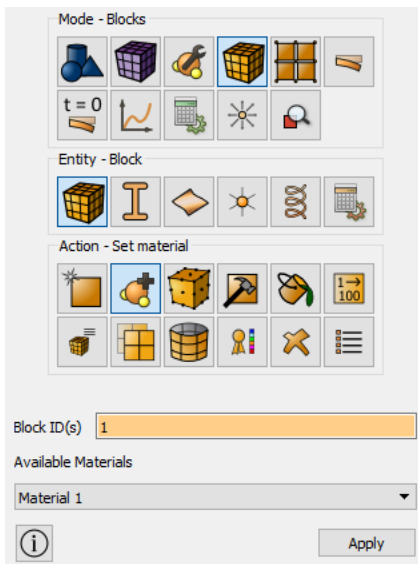 Mode - Blocks
t = 0
Entity - Block
Action - Set material
1→
100
Block ID(s) 1
Available Materials
Material 1
i
Apply